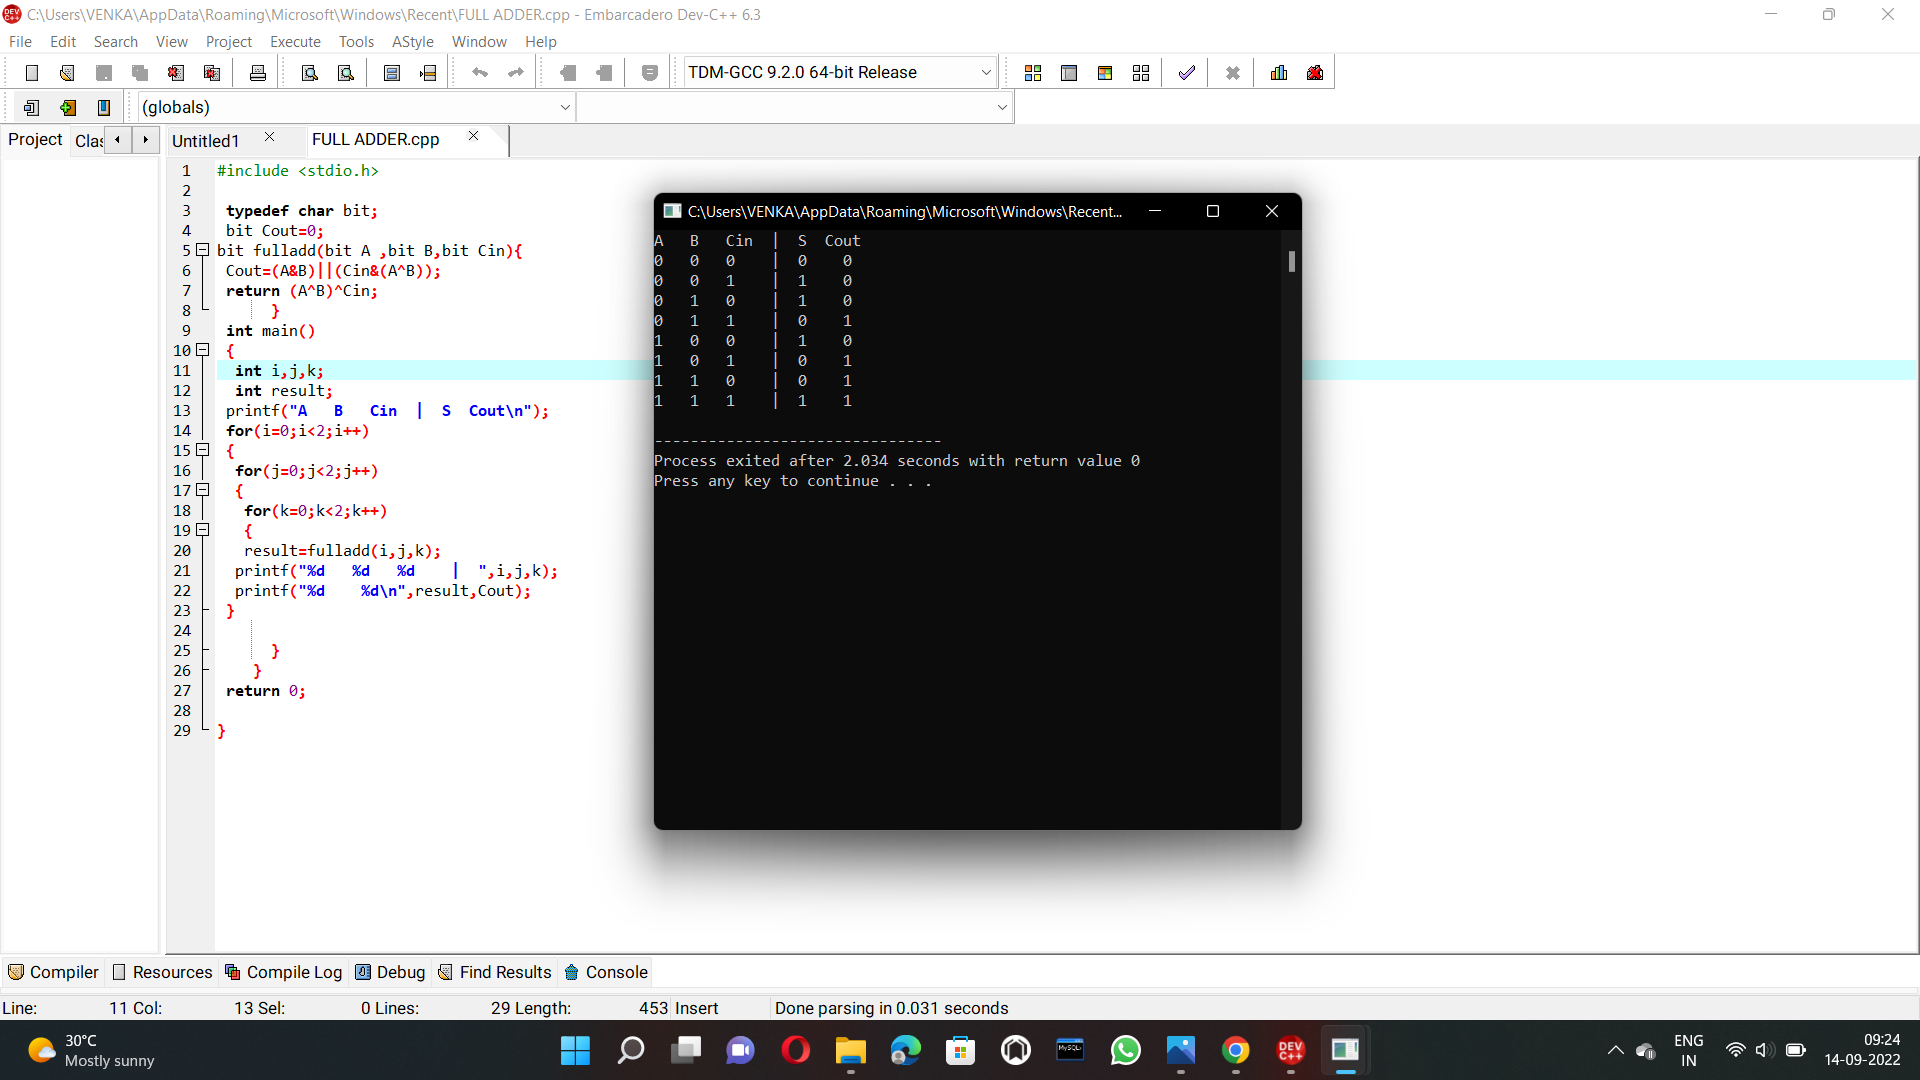 C:\Users\VENKA\AppData\Roaming\Microsoft\Windows\Recent\FULL ADDER.cpp - Embarcadero Dev-C++ 6.3
File Edit Search View Project Execute Tools AStyle Window Help
TDM-GCC 9.2.0 64-bit Release
(globals)
Project Clas Untitled1 FULL ADDER.cpp
1 #include <stdio.h>
2
3 typedef char bit;
4 bit Cout=0;
5 bit fulladd(bit A ,bit B,bit Cin){
6 Cout=(A&B)||(Cin&(A^B));
7 return (A^B)^Cin;
8 }
9 int main()
10 {
11 int i,j,k;
12 int result;
13 printf("A   B   Cin  |  S  Cout\n");
14 for(i=0;i<2;i++)
15 {
16 for(j=0;j<2;j++)
17 {
18 for(k=0;k<2;k++)
19 {
20 result=fulladd(i,j,k);
21 printf("%d   %d   %d    |  ",i,j,k);
22 printf("%d    %d\n",result,Cout);
23 }
24
25 }
26 }
27 return 0;
28
29 }
C:\Users\VENKA\AppData\Roaming\Microsoft\Windows\Recent...
A   B   Cin  |  S  Cout
0   0   0    |  0    0
0   0   1    |  1    0
0   1   0    |  1    0
0   1   1    |  0    1
1   0   0    |  1    0
1   0   1    |  0    1
1   1   0    |  0    1
1   1   1    |  1    1
--------------------------------
Process exited after 2.034 seconds with return value 0
Press any key to continue . . .
Compiler Resources Compile Log Debug Find Results Console
Line: 11 Col: 13 Sel: 0 Lines: 29 Length: 453 Insert Done parsing in 0.031 seconds
30°C
Mostly sunny
MySQL
DEV
C++
ENG
IN
09:24
14-09-2022